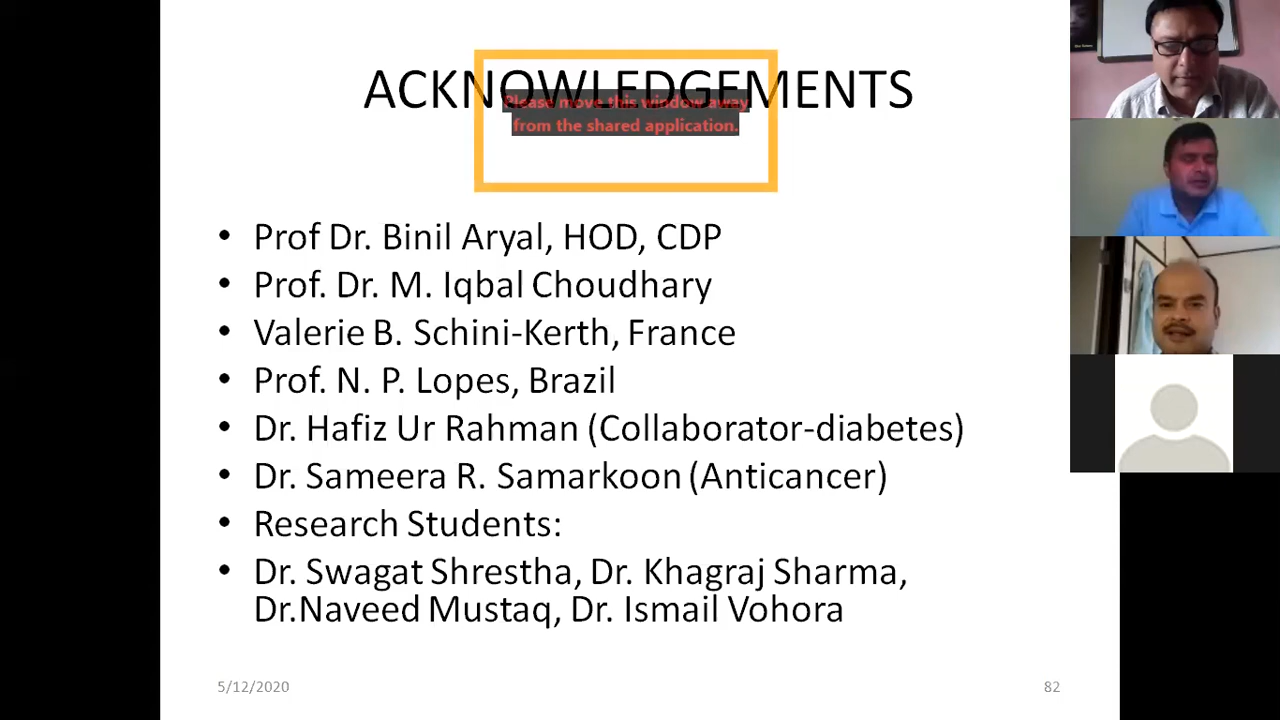 ACKNOWLEDGEMENTS
Please move this window away
from the shared application.
• Prof Dr. Binil Aryal, HOD, CDP
• Prof. Dr. M. Iqbal Choudhary
• Valerie B. Schini-Kerth, France
• Prof. N. P. Lopes, Brazil
• Dr. Hafiz Ur Rahman (Collaborator-diabetes)
• Dr. Sameera R. Samarkoon (Anticancer)
• Research Students:
• Dr. Swagat Shrestha, Dr. Khagraj Sharma,
Dr.Naveed Mustaq, Dr. Ismail Vohora
5/12/2020
82